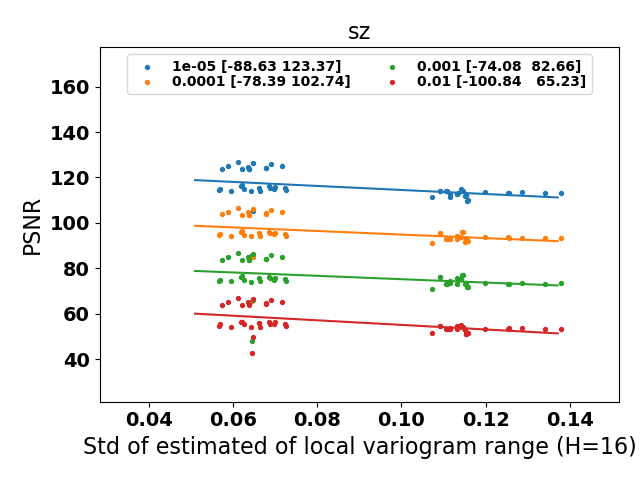 sz
1e-05 [-88.63 123.37]
0.0001 [-78.39 102.74]
0.001 [-74.08  82.66]
0.01 [-100.84   65.23]
PSNR
160
140
120
100
80
60
40
0.04 0.06 0.08 0.10 0.12 0.14
Std of estimated of local variogram range (H=16)